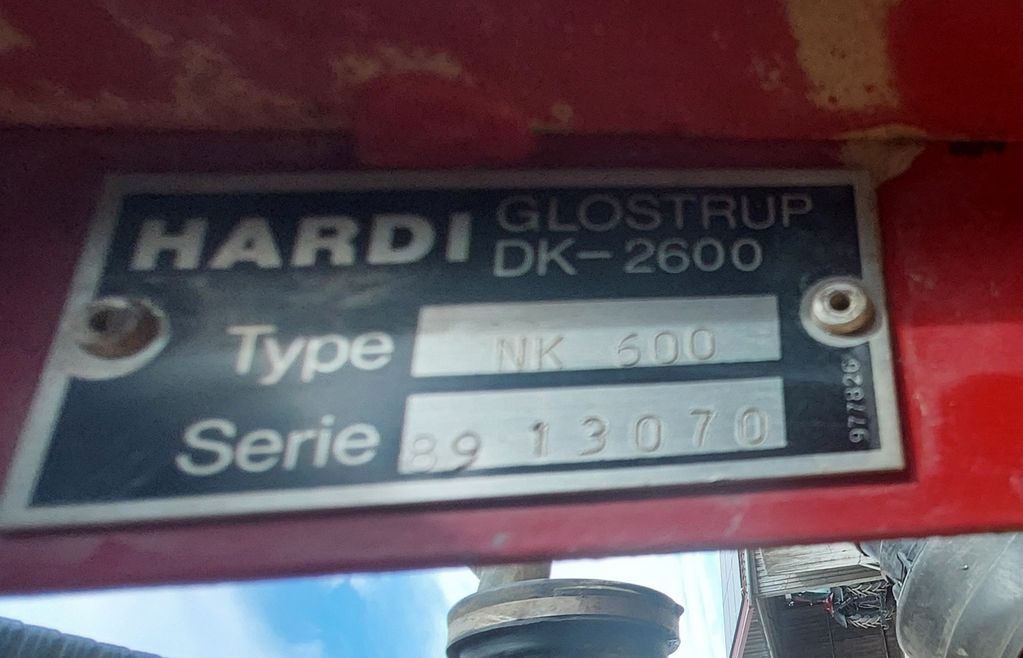 HARDI GLOSTRUP
DK-2600
Type NK 600
Serie 89 13070
977826